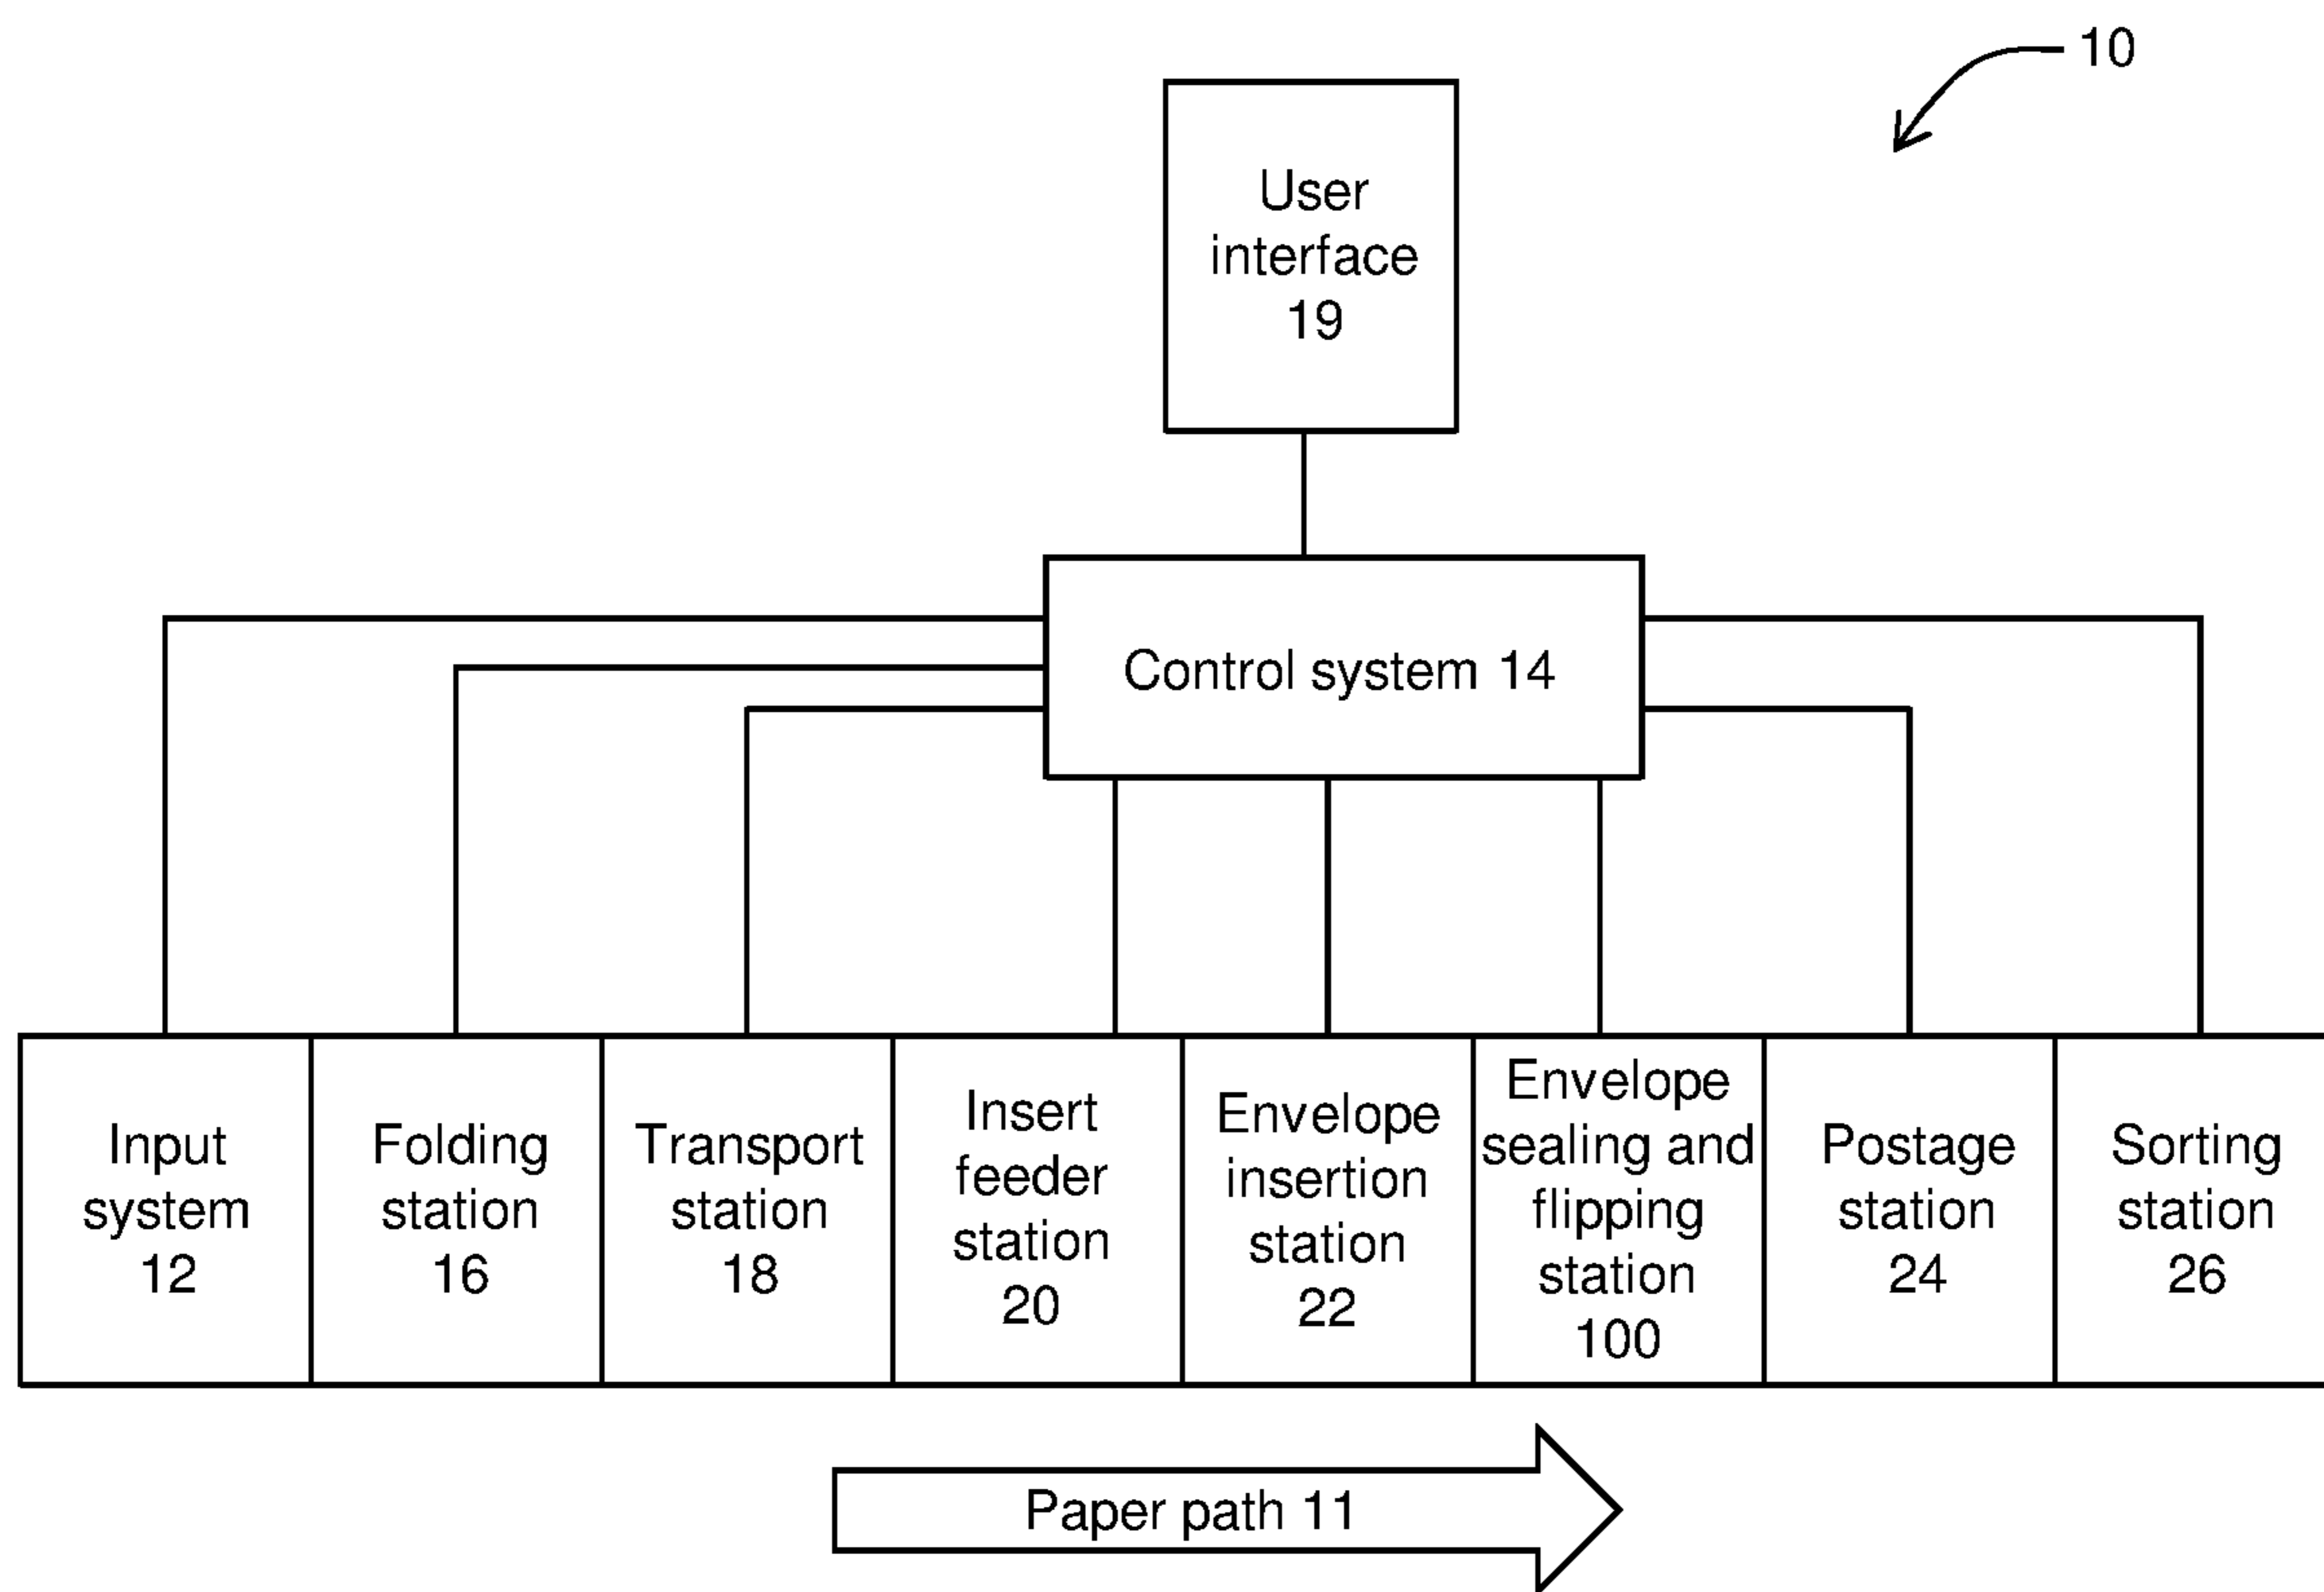 10
User
interface
19
Control system 14
Input
system
12
Folding
station
16
Transport
station
18
Insert
feeder
station
20
Envelope
insertion
station
22
Envelope
sealing and
flipping
station
100
Postage
station
24
Sorting
station
26
Paper path 11